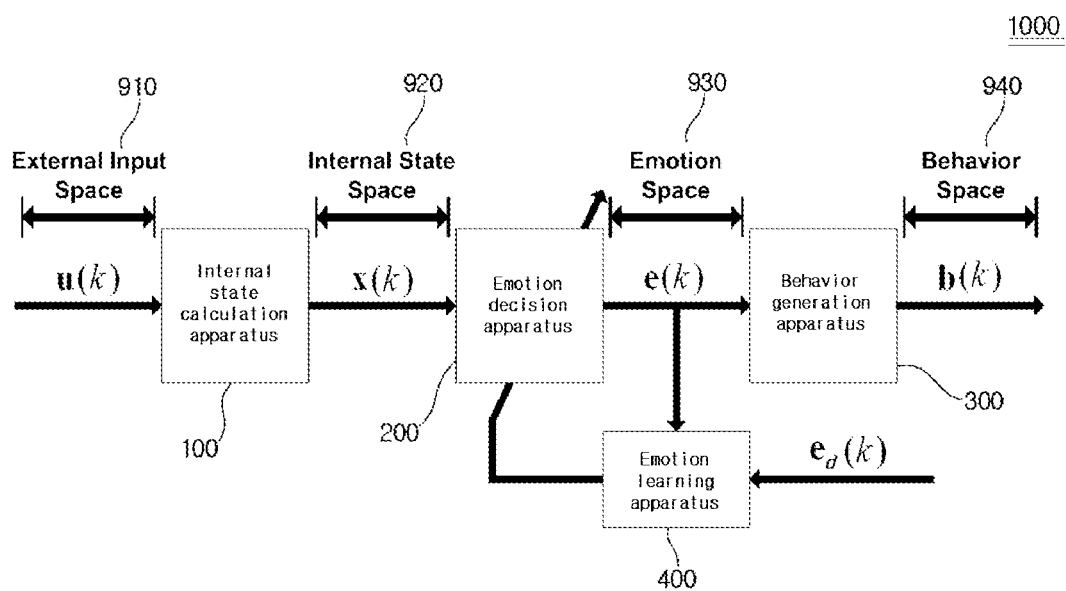 1000
910
920
930
940
External Input
Space
Internal State
Space
Emotion
Space
Behavior
Space
u(k)
Internal
state
calculation
apparatus
x(k)
Emotion
decision
apparatus
e(k)
Behavior
generation
apparatus
b(k)
100
200
300
Emotion
learning
apparatus
e_d(k)
400